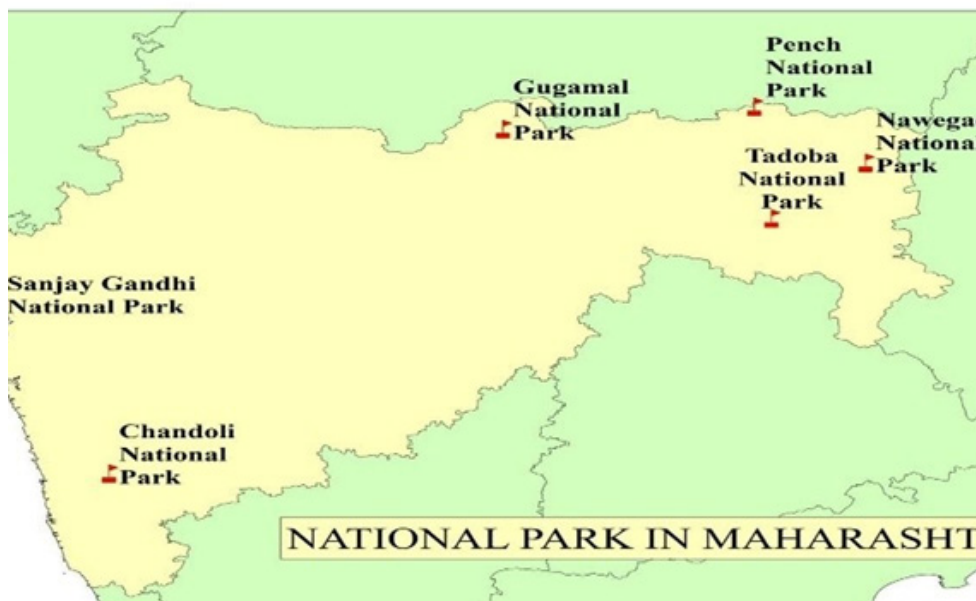 Pench
National
Park
Gugamal
National
Park
Nawega
Nationa
Park
Tadoba
National
Park
Sanjay Gandhi
National Park
Chandoli
National
Park
NATIONAL PARK IN MAHARASHT